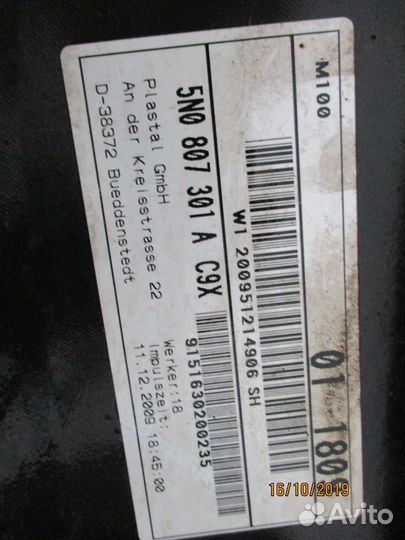 M100
W1 200951214906 SH
01 180
5N0 807 301 A C9X
9151630200235
Plastal GmbH
An der Kreisstrasse 22
D-38372 Bueddenstedt
Werker:18
Impulszeit:
11.12.2009 18:45:00
16/10/2019
Avito